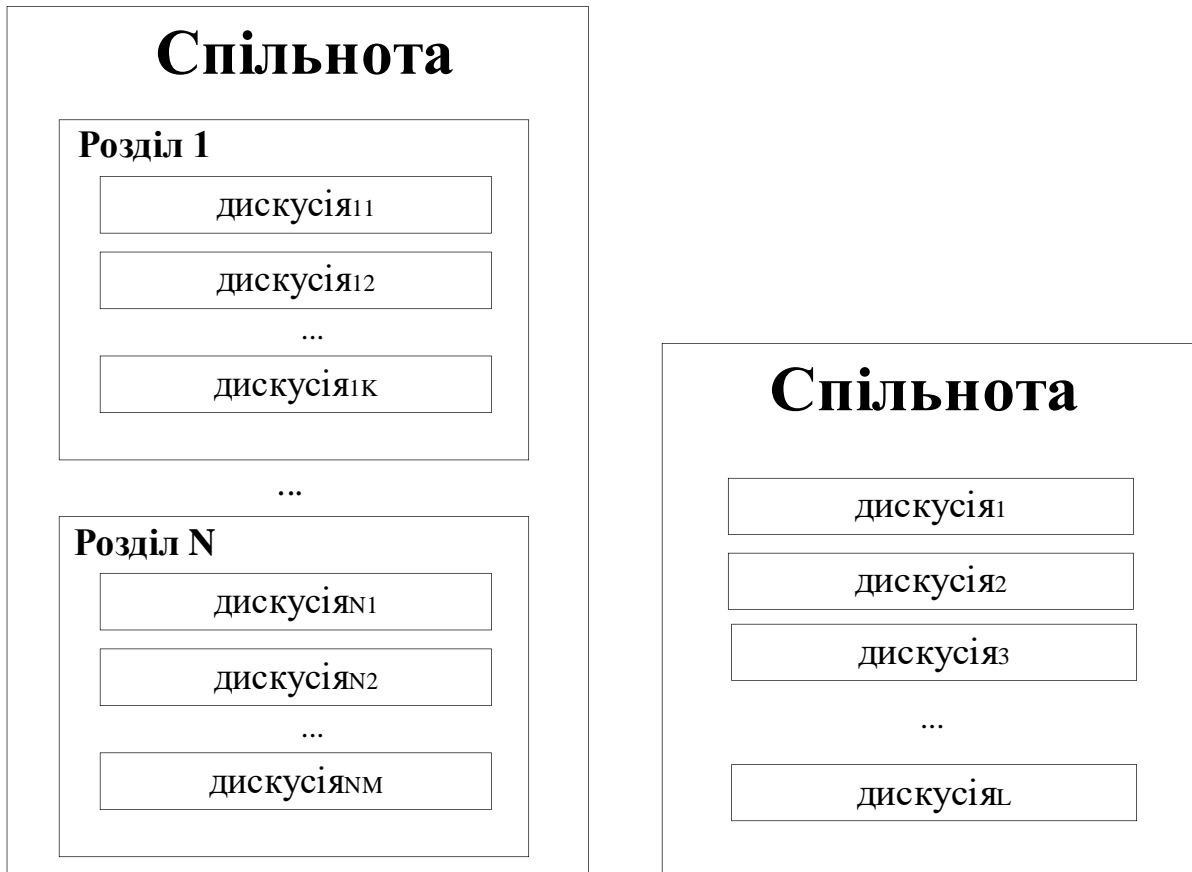 Спільнота
Розділ 1
дискусія11
дискусія12
...
дискусія1K
...
Розділ N
дискусіяN1
дискусіяN2
...
дискусіяNM
Спільнота
дискусія1
дискусія2
дискусія3
...
дискусіяL